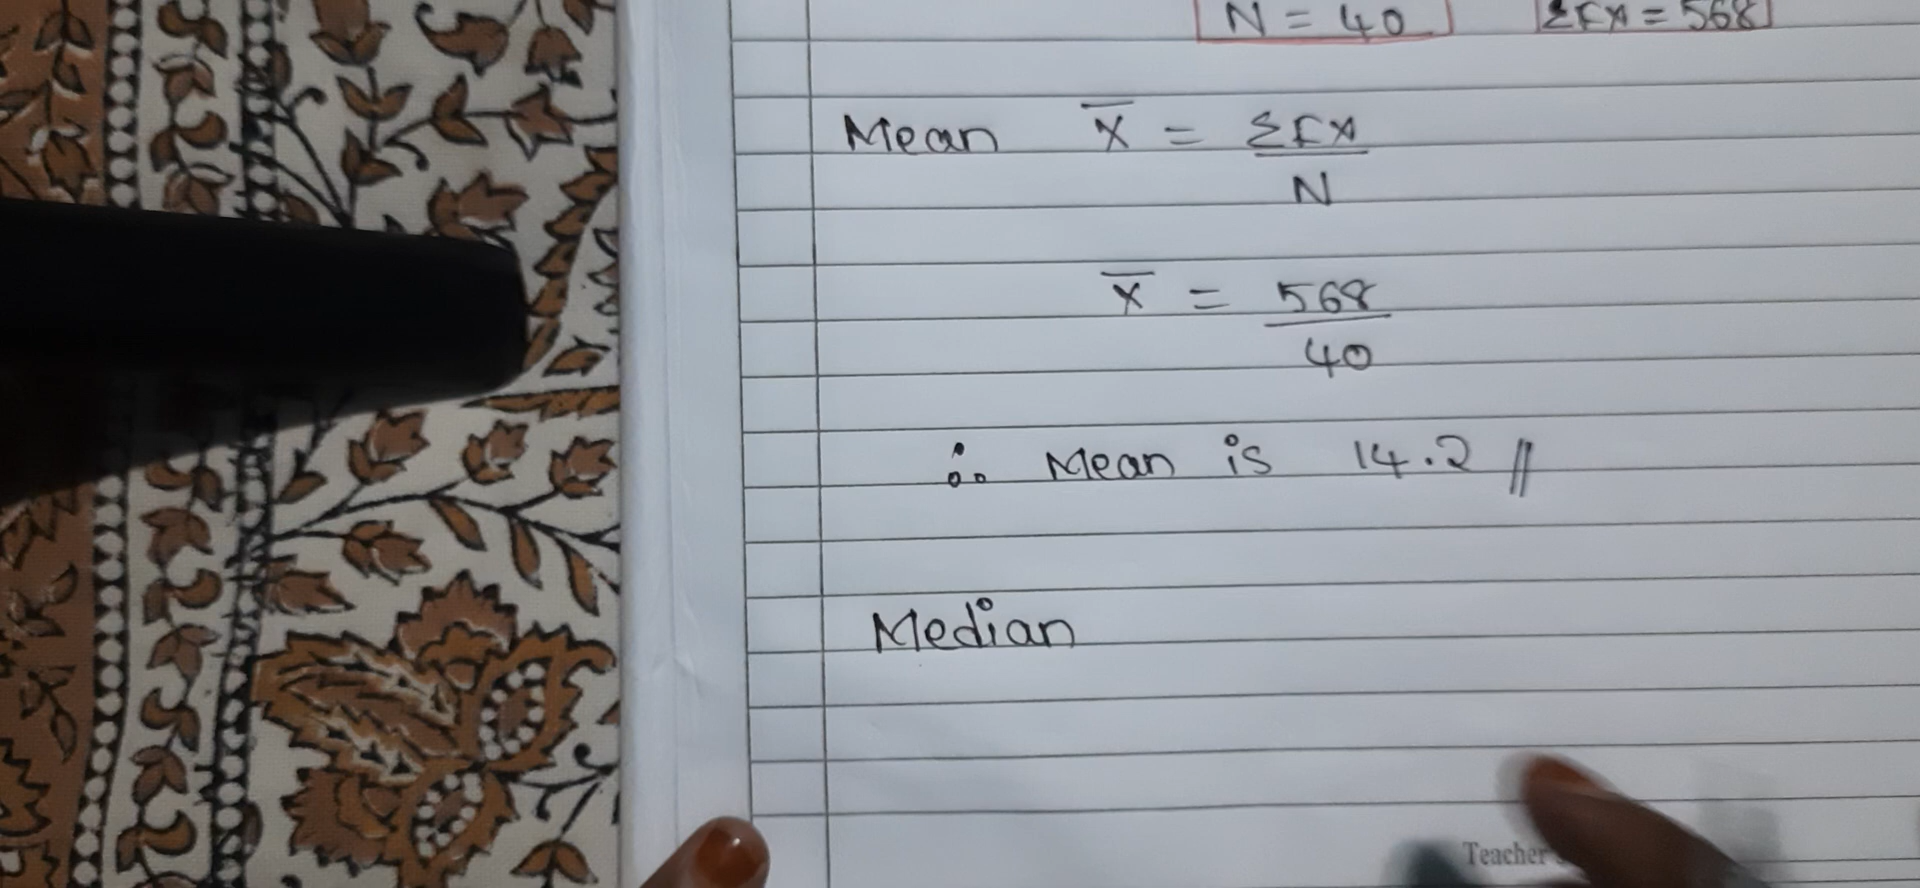 N = 40 ΣFX = 568
Mean X̅ = ΣFX
N
X̅ = 568
40
∴ Mean is 14.2 //
Median
Teacher